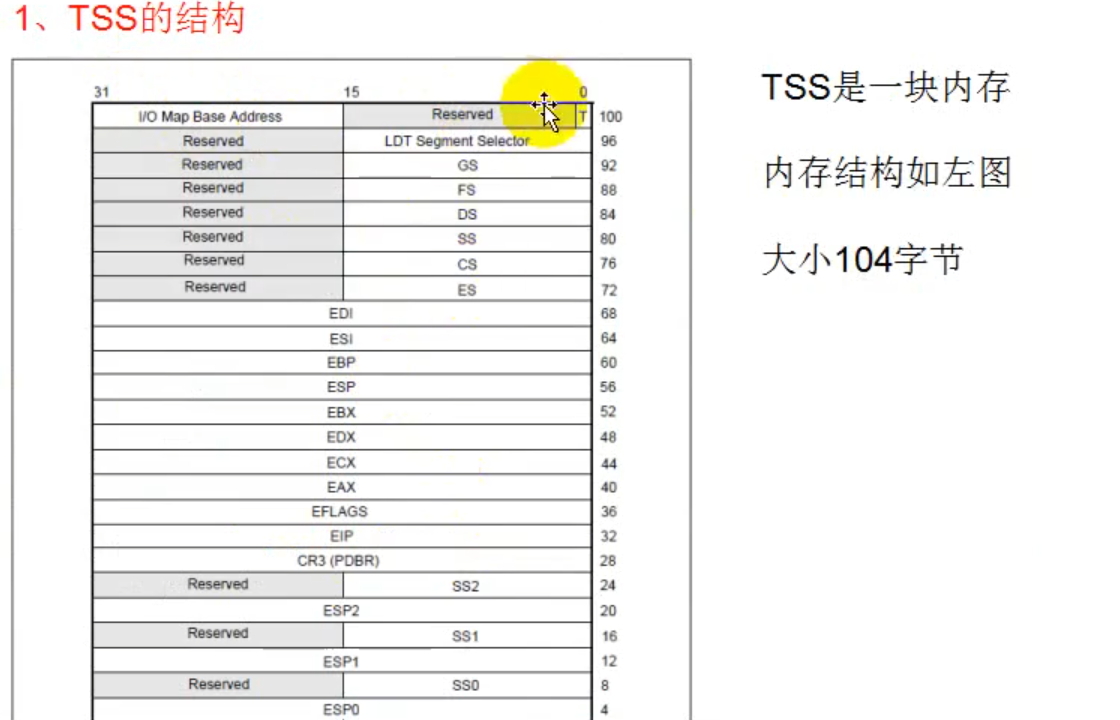 1、TSS的结构
31 15 0
I/O Map Base Address Reserved T 100
Reserved LDT Segment Selector 96
Reserved GS 92
Reserved FS 88
Reserved DS 84
Reserved SS 80
Reserved CS 76
Reserved ES 72
EDI 68
ESI 64
EBP 60
ESP 56
EBX 52
EDX 48
ECX 44
EAX 40
EFLAGS 36
EIP 32
CR3 (PDBR) 28
Reserved SS2 24
ESP2 20
Reserved SS1 16
ESP1 12
Reserved SS0 8
ESP0 4
TSS是一块内存
内存结构如左图
大小104字节